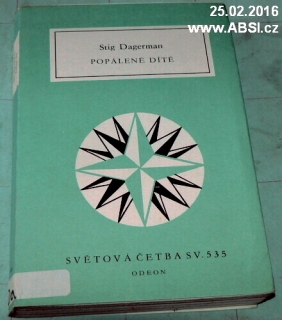 25.02.2016
www.ABSI.cz
Stig Dagerman
POPÁLENÉ DÍTĚ
SVĚTOVÁ ČETBA SV. 535
ODEON